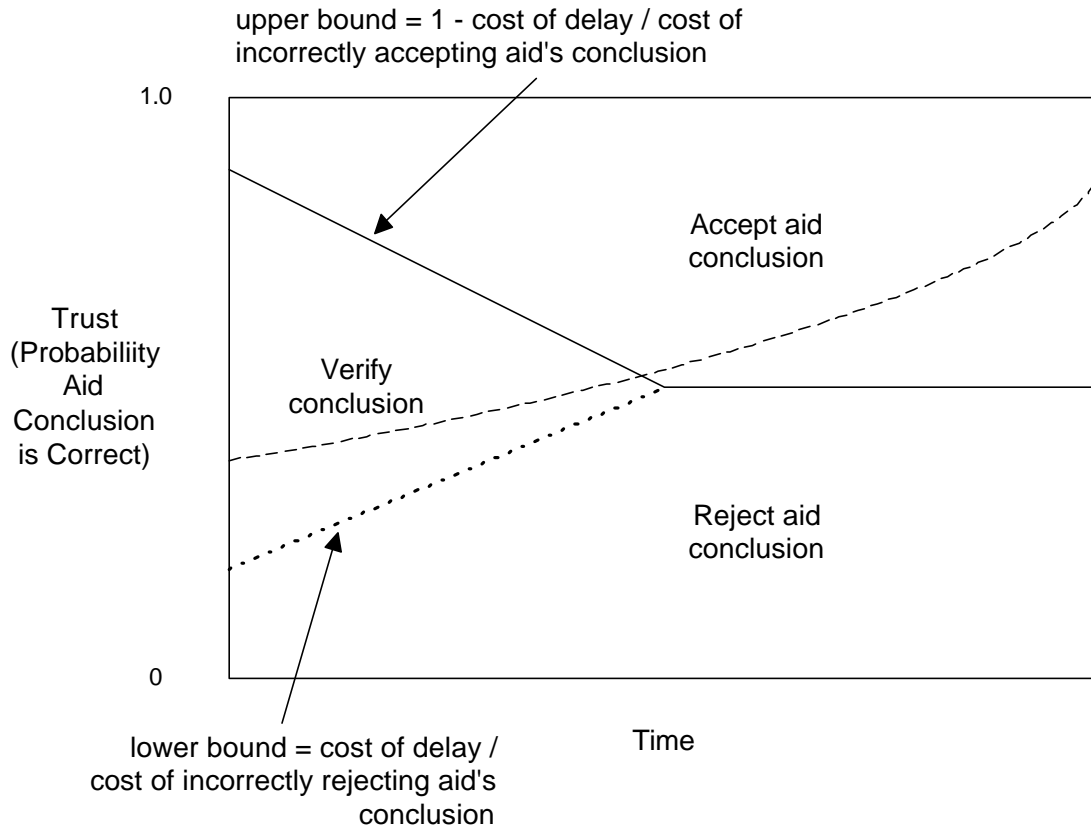 upper bound = 1 - cost of delay / cost of
incorrectly accepting aid's conclusion
1.0
Accept aid
conclusion
Trust
(Probabiliity
Aid
Conclusion
is Correct)
Verify
conclusion
Reject aid
conclusion
0
Time
lower bound = cost of delay /
cost of incorrectly rejecting aid's
conclusion